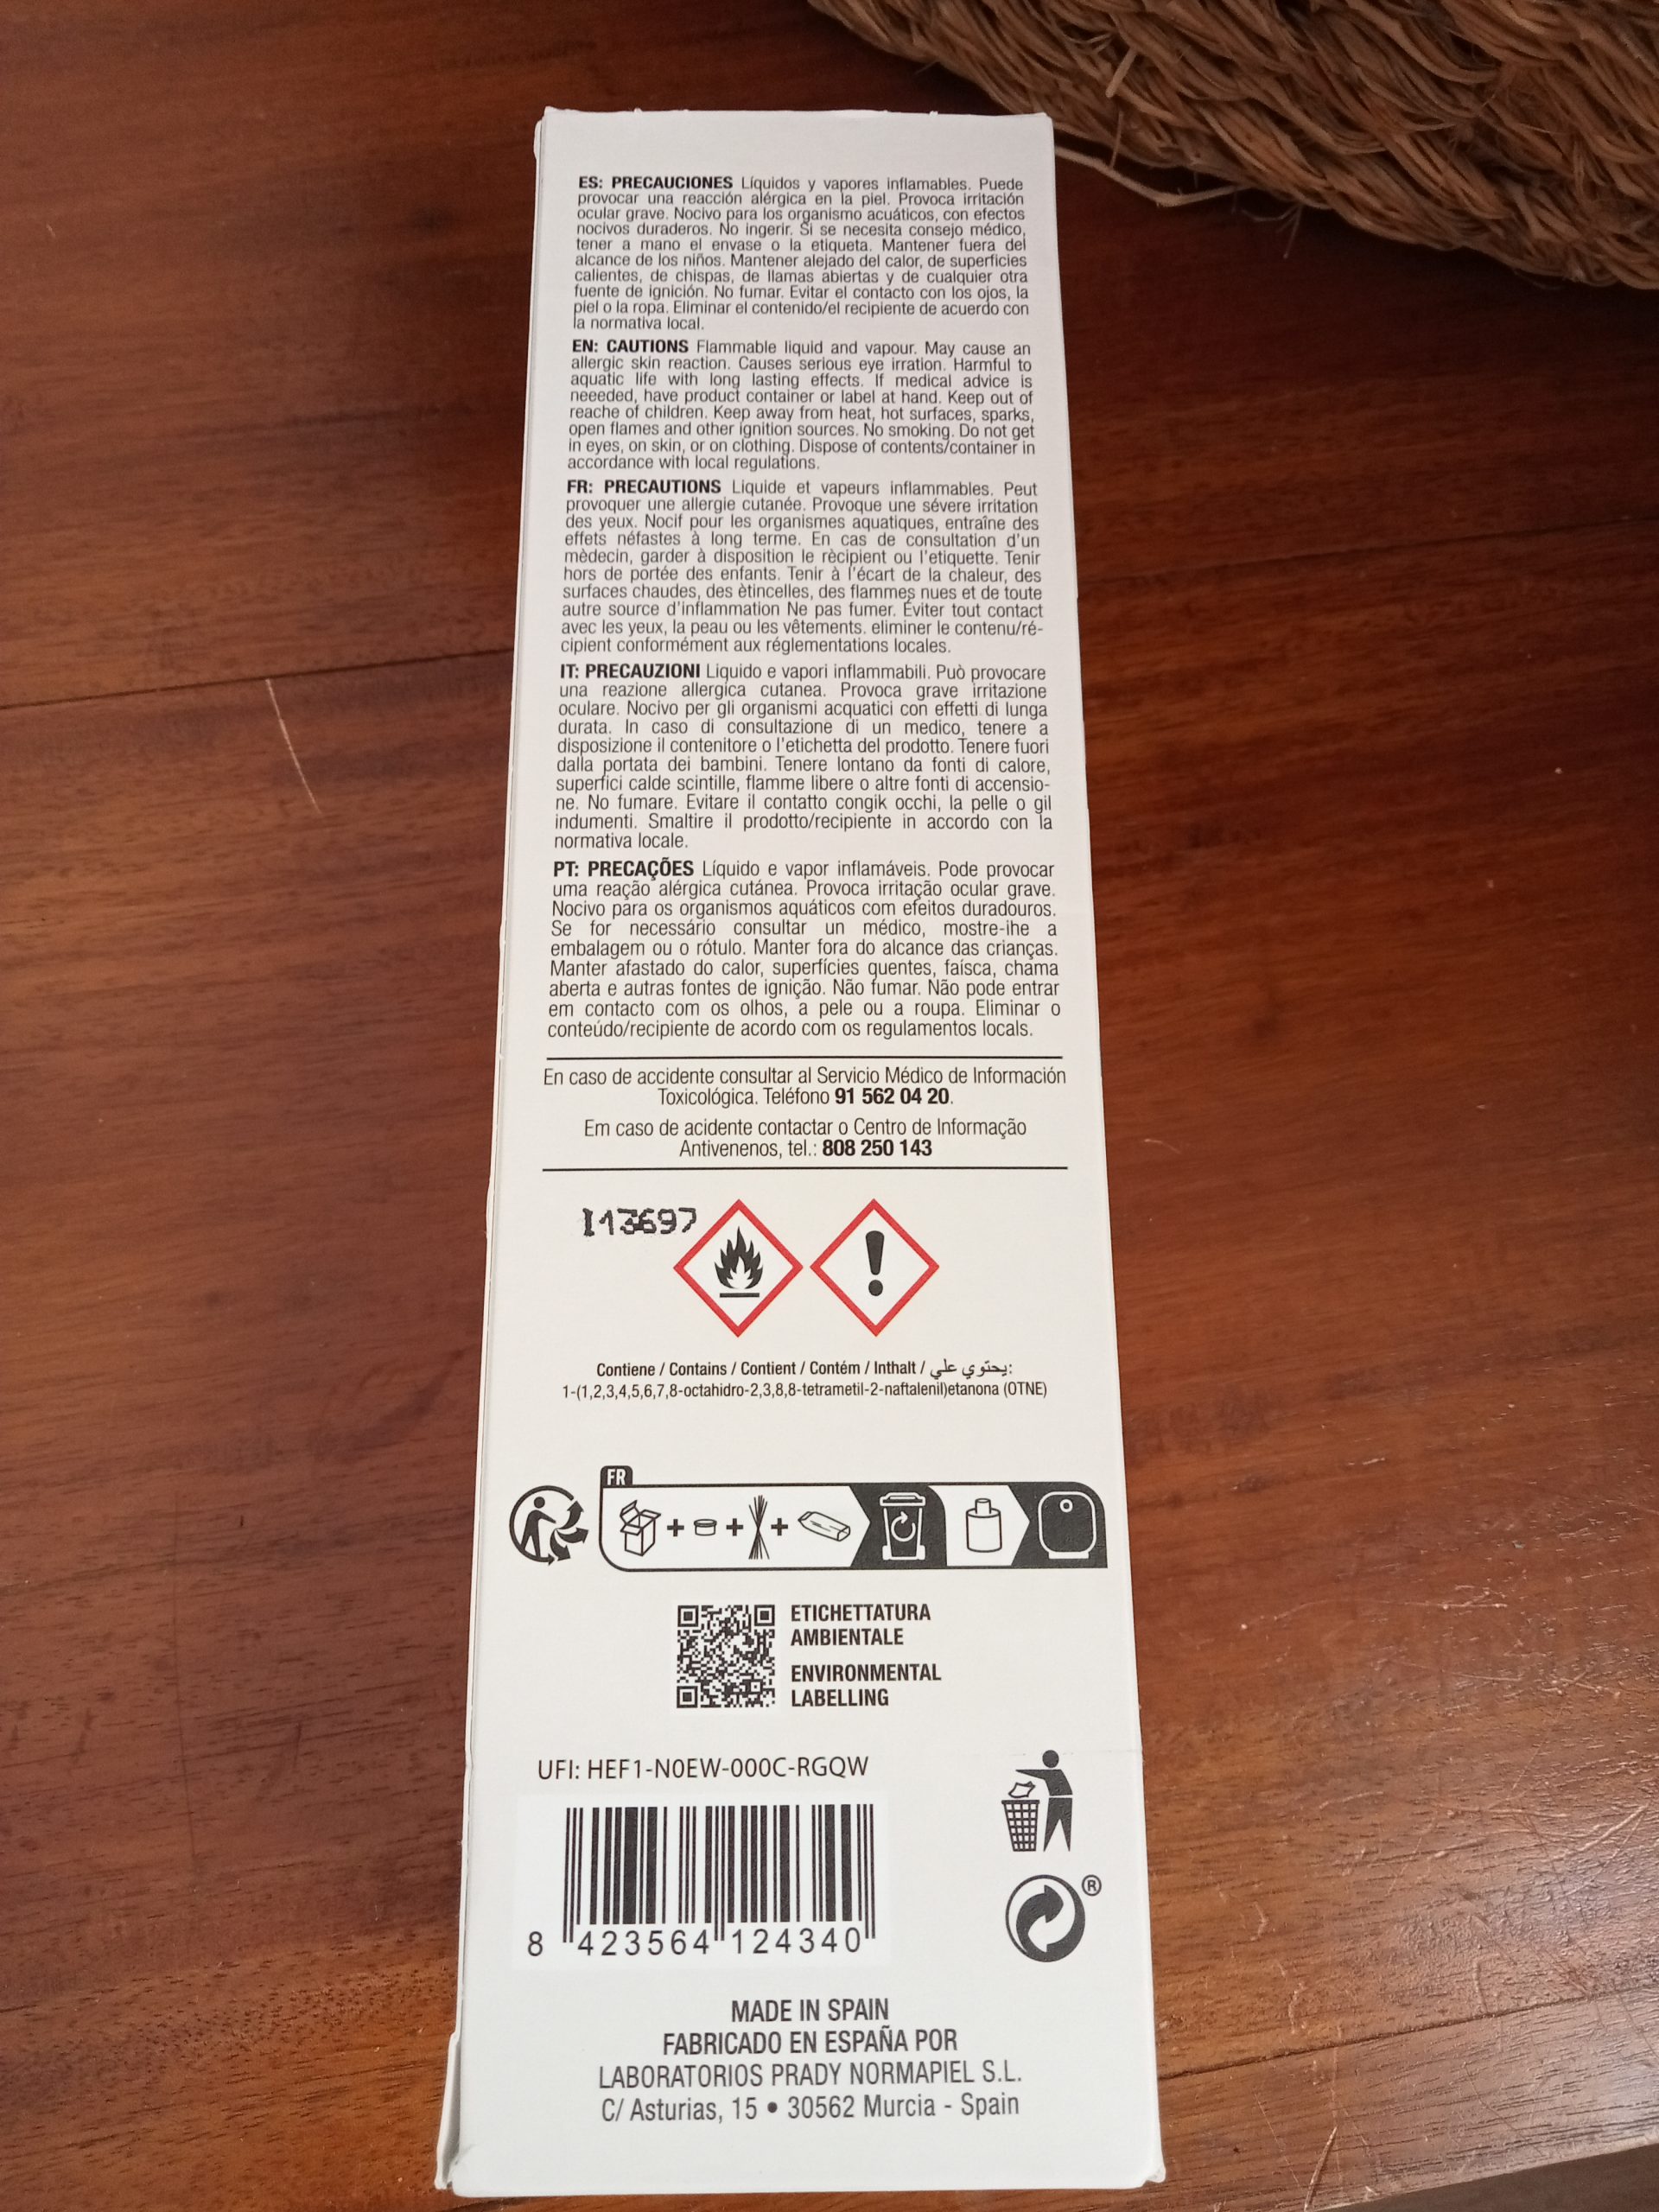 ES: PRECAUCIONES Líquidos y vapores inflamables. Puede
provocar una reacción alérgica en la piel. Provoca irritación
ocular grave. Nocivo para los organismo acuáticos, con efectos
nocivos duraderos. No ingerir. Si se necesita consejo médico,
tener a mano el envase o la etiqueta. Mantener fuera del
alcance de los niños. Mantener alejado del calor, de superficies
calientes, de chispas, de llamas abiertas y de cualquier otra
fuente de ignición. No fumar. Evitar el contacto con los ojos, la
piel o la ropa. Eliminar el contenido/el recipiente de acuerdo con
la normativa local.
EN: CAUTIONS Flammable liquid and vapour. May cause an
allergic skin reaction. Causes serious eye irration. Harmful to
aquatic life with long lasting effects. If medical advice is
neeeded, have product container or label at hand. Keep out of
reache of children. Keep away from heat, hot surfaces, sparks,
open flames and other ignition sources. No smoking. Do not get
in eyes, on skin, or on clothing. Dispose of contents/container in
accordance with local regulations.
FR: PRECAUTIONS Liquide et vapeurs inflammables. Peut
provoquer une allergie cutanée. Provoque une sévere irritation
des yeux. Nocif pour les organismes aquatiques, entraîne des
effets néfastes à long terme. En cas de consultation d'un
mèdecin, garder à disposition le rècipient ou l'etiquette. Tenir
hors de portée des enfants. Tenir à l'écart de la chaleur, des
surfaces chaudes, des ètincelles, des flammes nues et de toute
autre source d'inflammation Ne pas fumer. Éviter tout contact
avec les yeux, la peau ou les vêtements. eliminer le contenu/ré-
cipient conformément aux réglementations locales.
IT: PRECAUZIONI Liquido e vapori inflammabili. Può provocare
una reazione allergica cutanea. Provoca grave irritazione
oculare. Nocivo per gli organismi acquatici con effetti di lunga
durata. In caso di consultazione di un medico, tenere a
disposizione il contenitore o l'etichetta del prodotto. Tenere fuori
dalla portata dei bambini. Tenere lontano da fonti di calore,
superfici calde scintille, flamme libere o altre fonti di accensio-
ne. No fumare. Evitare il contatto congik occhi, la pelle o gil
indumenti. Smaltire il prodotto/recipiente in accordo con la
normativa locale.
PT: PRECAÇÕES Líquido e vapor inflamáveis. Pode provocar
uma reação alérgica cutánea. Provoca irritação ocular grave.
Nocivo para os organismos aquáticos com efeitos duradouros.
Se for necessário consultar un médico, mostre-ihe a
embalagem ou o rótulo. Manter fora do alcance das crianças.
Manter afastado do calor, superfícies quentes, faísca, chama
aberta e autras fontes de ignição. Não fumar. Não pode entrar
em contacto com os olhos, a pele ou a roupa. Eliminar o
conteúdo/recipiente de acordo com os regulamentos locals.
En caso de accidente consultar al Servicio Médico de Información
Toxicológica. Teléfono 91 562 04 20.
Em caso de acidente contactar o Centro de Informação
Antivenenos, tel.: 808 250 143
I13697
Contiene / Contains / Contient / Contém / Inthalt / يحتوي علي:
1-(1,2,3,4,5,6,7,8-octahidro-2,3,8,8-tetrametil-2-naftalenil)etanona (OTNE)
FR
ETICHETTATURA
AMBIENTALE
ENVIRONMENTAL
LABELLING
UFI: HEF1-N0EW-000C-RGQW
8 423564 124340
®
MADE IN SPAIN
FABRICADO EN ESPAÑA POR
LABORATORIOS PRADY NORMAPIEL S.L.
C/ Asturias, 15 • 30562 Murcia - Spain